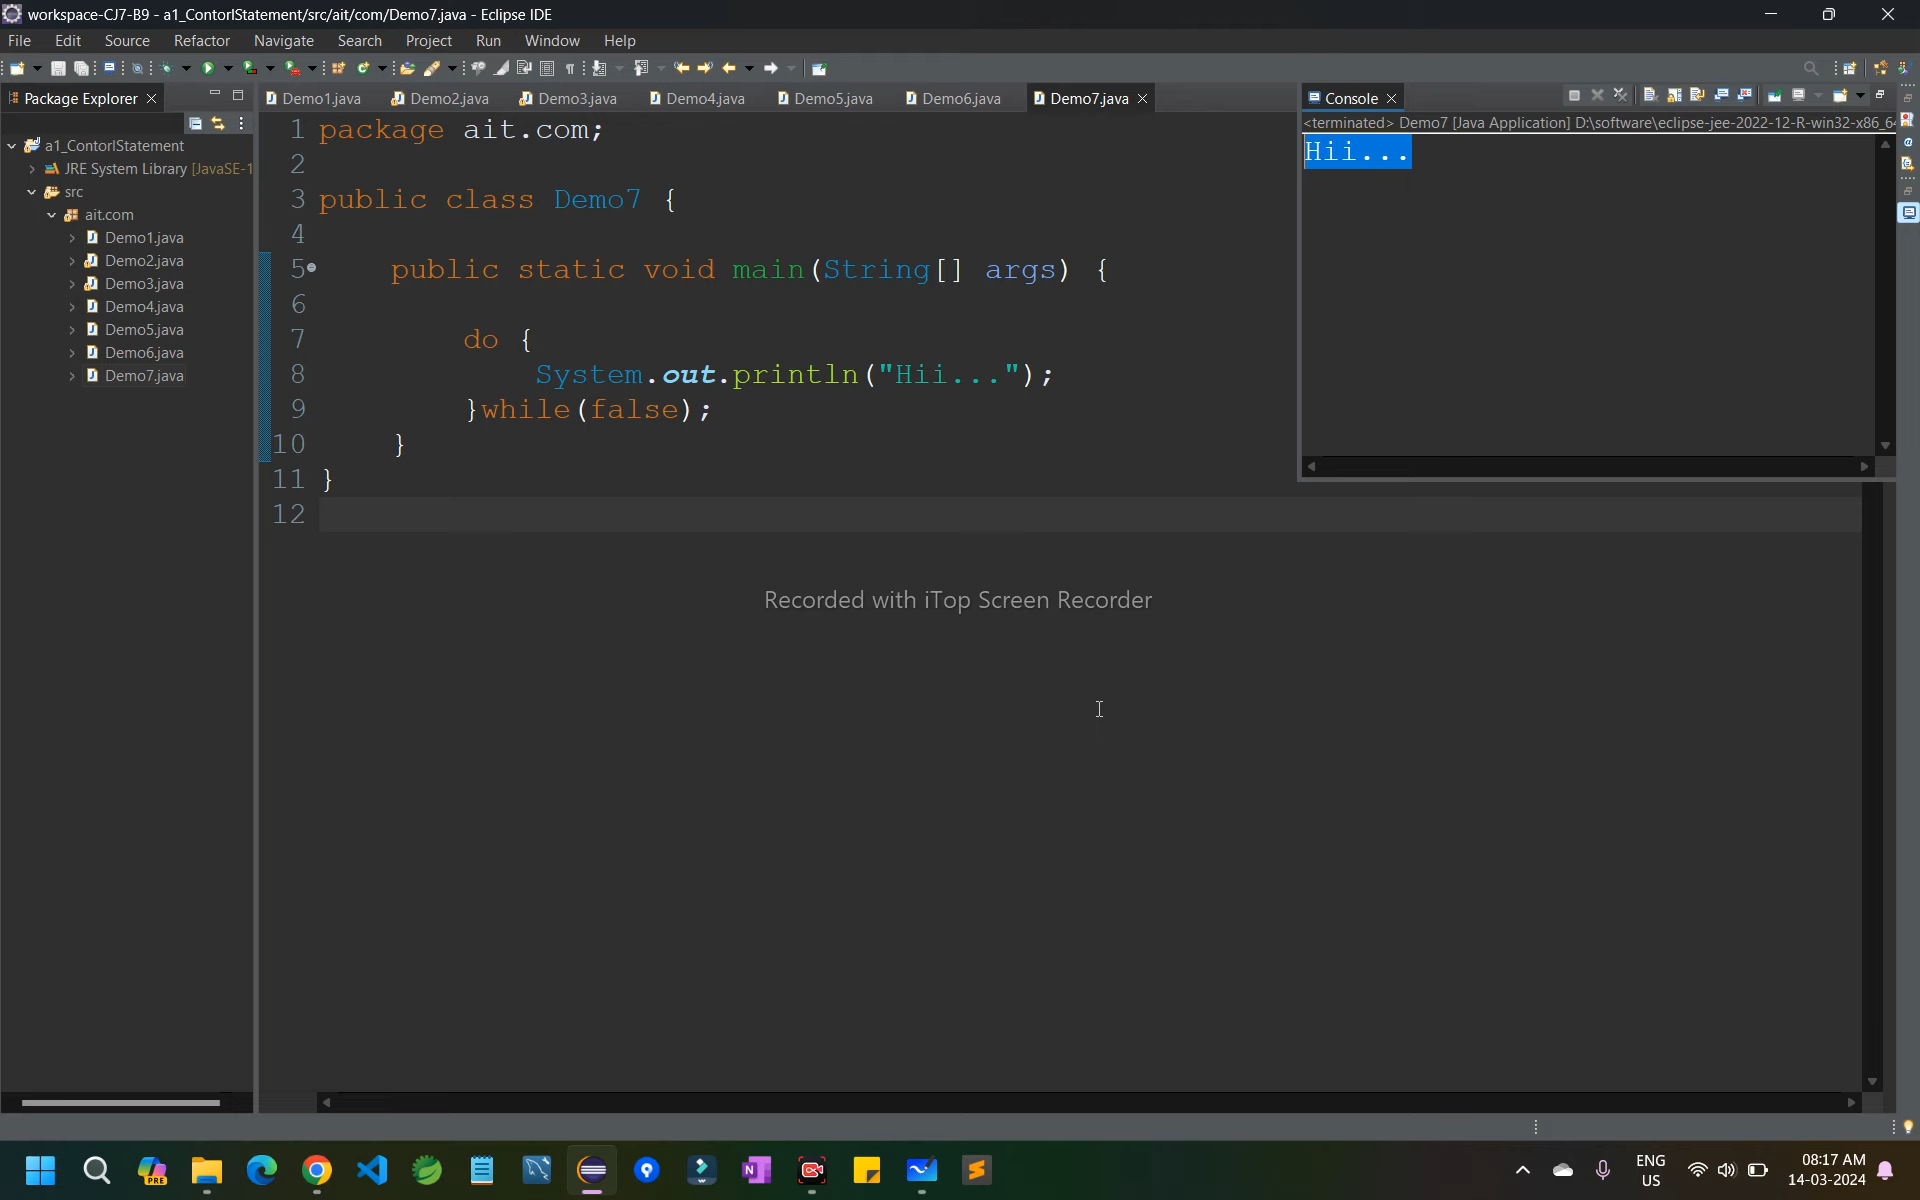 workspace-CJ7-B9 - a1_ContorlStatement/src/ait/com/Demo7.java - Eclipse IDE
File Edit Source Refactor Navigate Search Project Run Window Help
Package Explorer
Demo1.java Demo2.java Demo3.java Demo4.java Demo5.java Demo6.java Demo7.java
Console
<terminated> Demo7 [Java Application] D:\software\eclipse-jee-2022-12-R-win32-x86_64
Hii...
a1_ContorlStatement
JRE System Library [JavaSE-1
src
ait.com
Demo1.java
Demo2.java
Demo3.java
Demo4.java
Demo5.java
Demo6.java
Demo7.java
1 package ait.com;
2
3 public class Demo7 {
4
5 public static void main(String[] args) {
6
7 do {
8 System.out.println("Hii...");
9 }while(false);
10 }
11 }
12
Recorded with iTop Screen Recorder
PRE
ENG
US
08:17 AM
14-03-2024